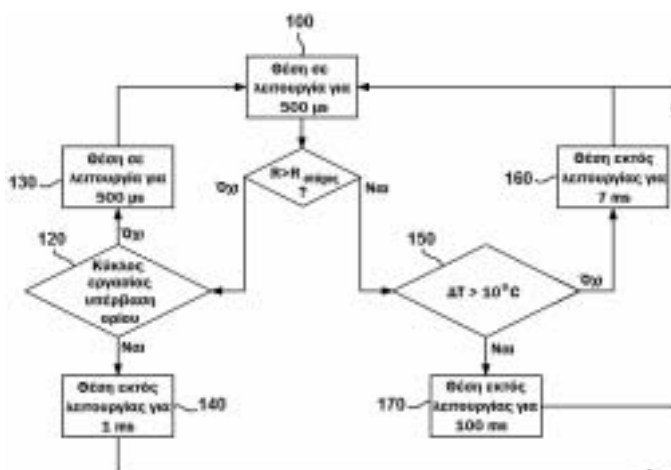 100
Θέση σε
λειτουργία για
500 μs
130
Θέση σε
λειτουργία για
500 μs
Όχι
R>R
?
Ναι
160
Θέση εκτός
λειτουργίας για
7 ms
120
Όχι
Κύκλος
εργασίας
υπέρβαση
ορίου
150
ΔT > 10°C
Όχι
Ναι
Ναι
Θέση εκτός
λειτουργίας για
1 ms
140
170
Θέση εκτός
λειτουργίας για
100 ms